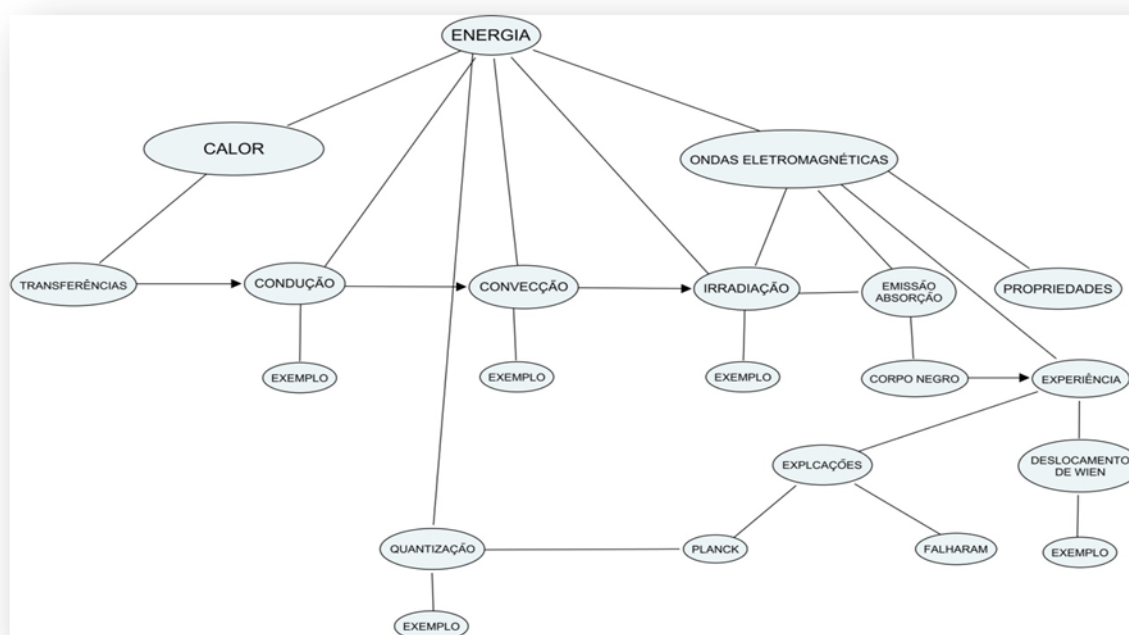 ENERGIA
CALOR
ONDAS ELETROMAGNÉTICAS
TRANSFERÊNCIAS
CONDUÇÃO
CONVECÇÃO
IRRADIAÇÃO
EMISSÃO
ABSORÇÃO
PROPRIEDADES
EXEMPLO
EXEMPLO
EXEMPLO
CORPO NEGRO
EXPERIÊNCIA
EXPLCAÇÕES
DESLOCAMENTO
DE WIEN
QUANTIZAÇÃO
PLANCK
FALHARAM
EXEMPLO
EXEMPLO